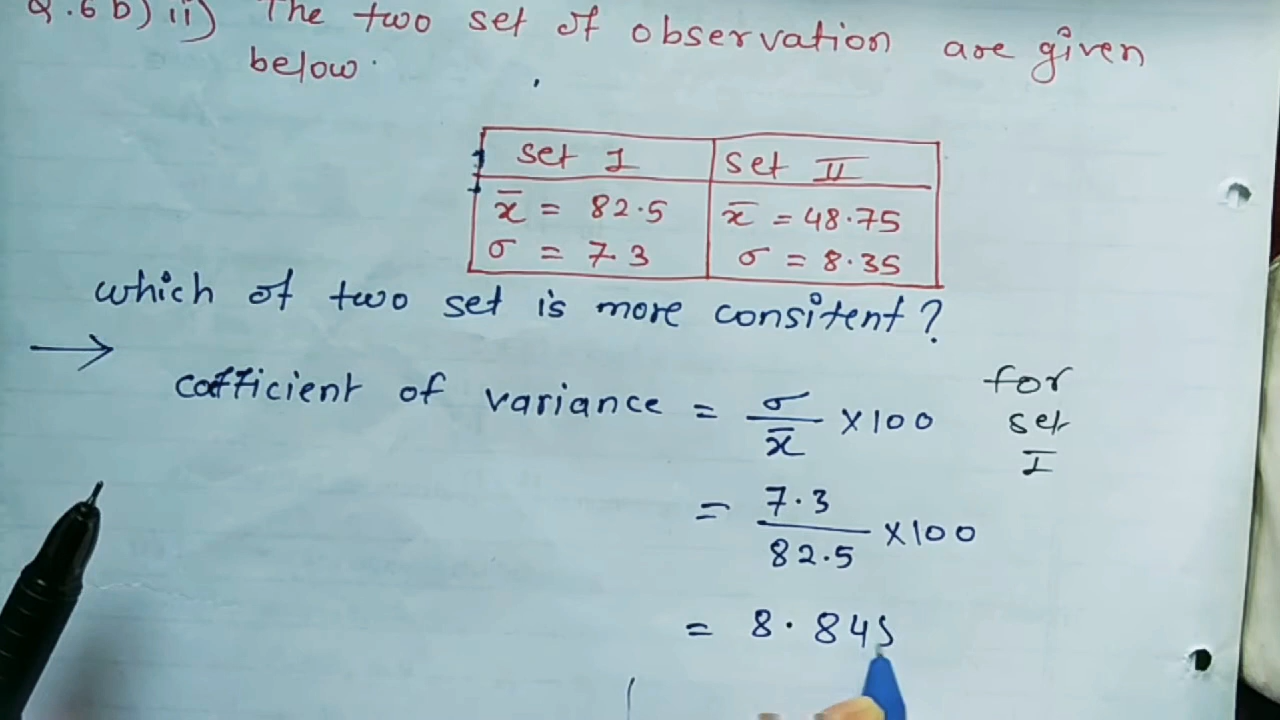 Q.6 b) ii) The two set of observation are given
below.
set I set II
x̄ = 82.5 x̄ = 48.75
σ = 7.3 σ = 8.35
which of two set is more consitent?
→
cofficient of variance = σ/x̄ ×100 for
set
I
= 7.3/82.5 ×100
= 8.848